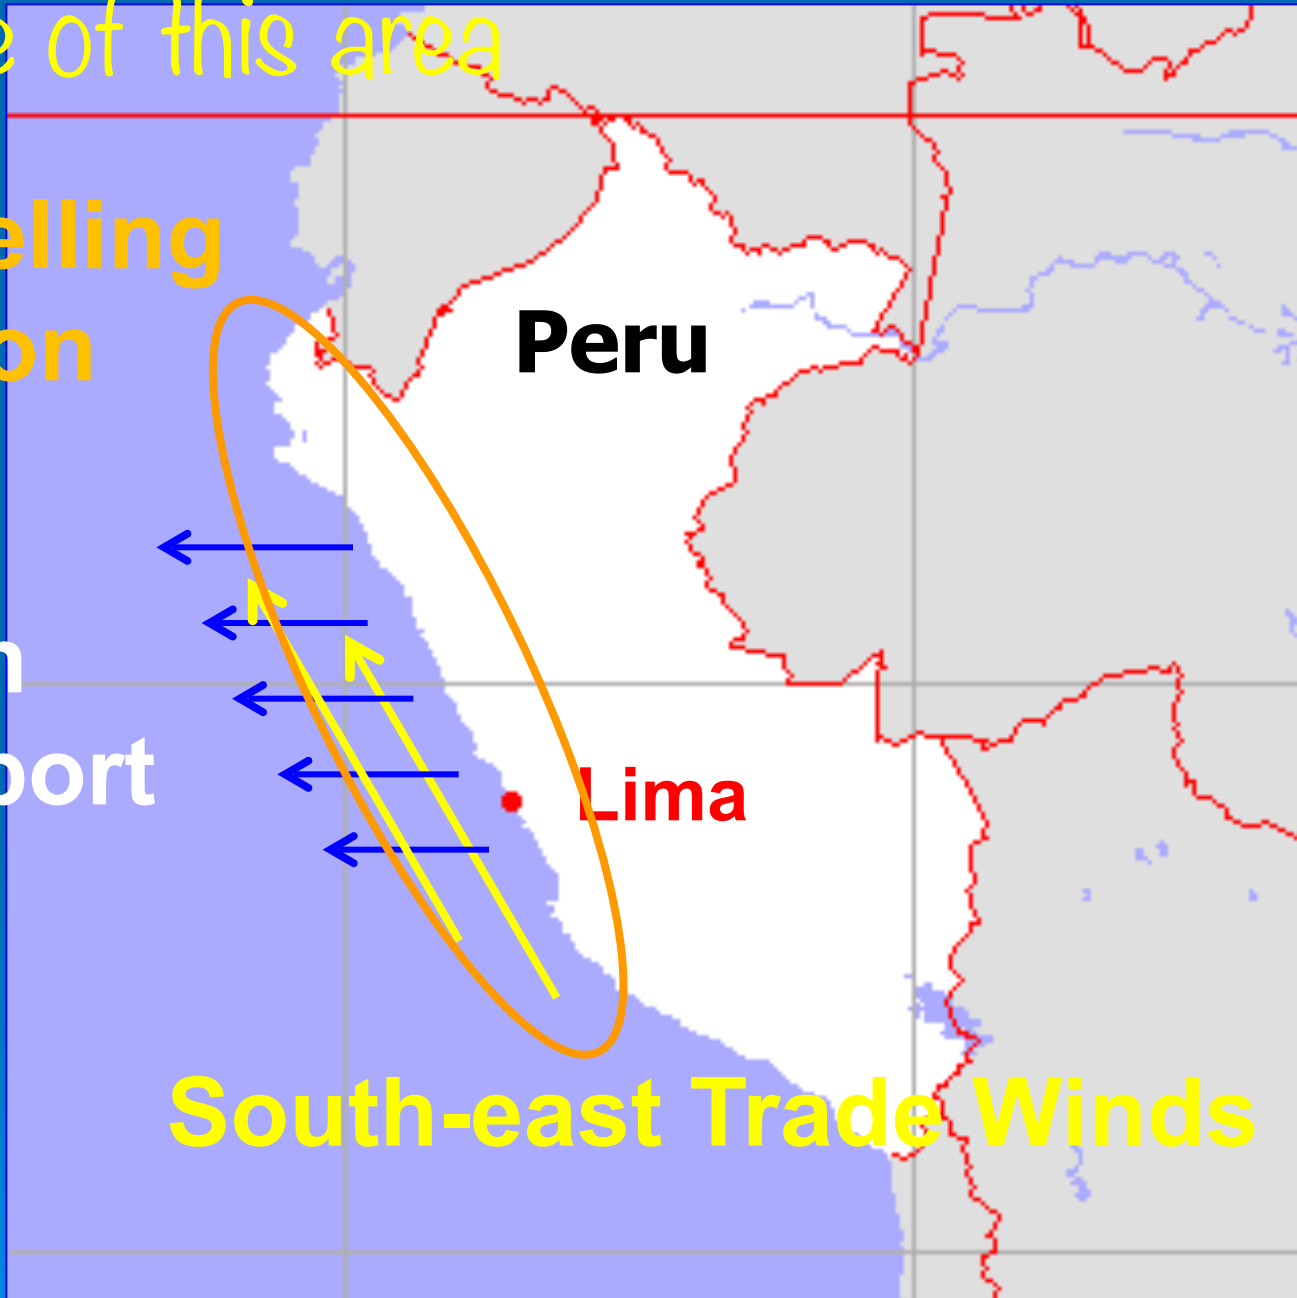 of this area
elling
on
Peru
port
Lima
South-east Trade Winds